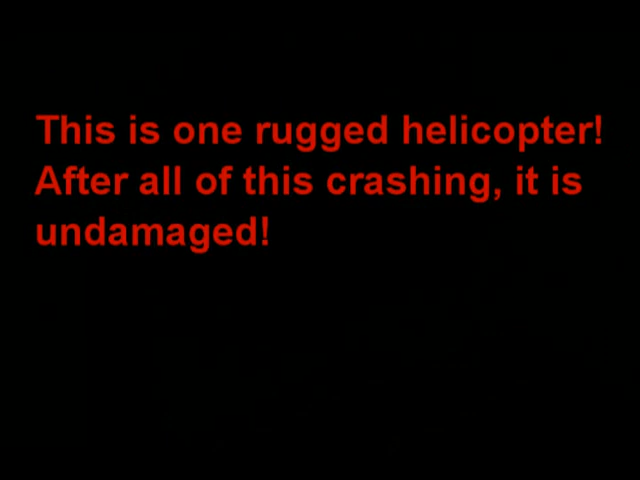 This is one rugged helicopter!
After all of this crashing, it is
undamaged!